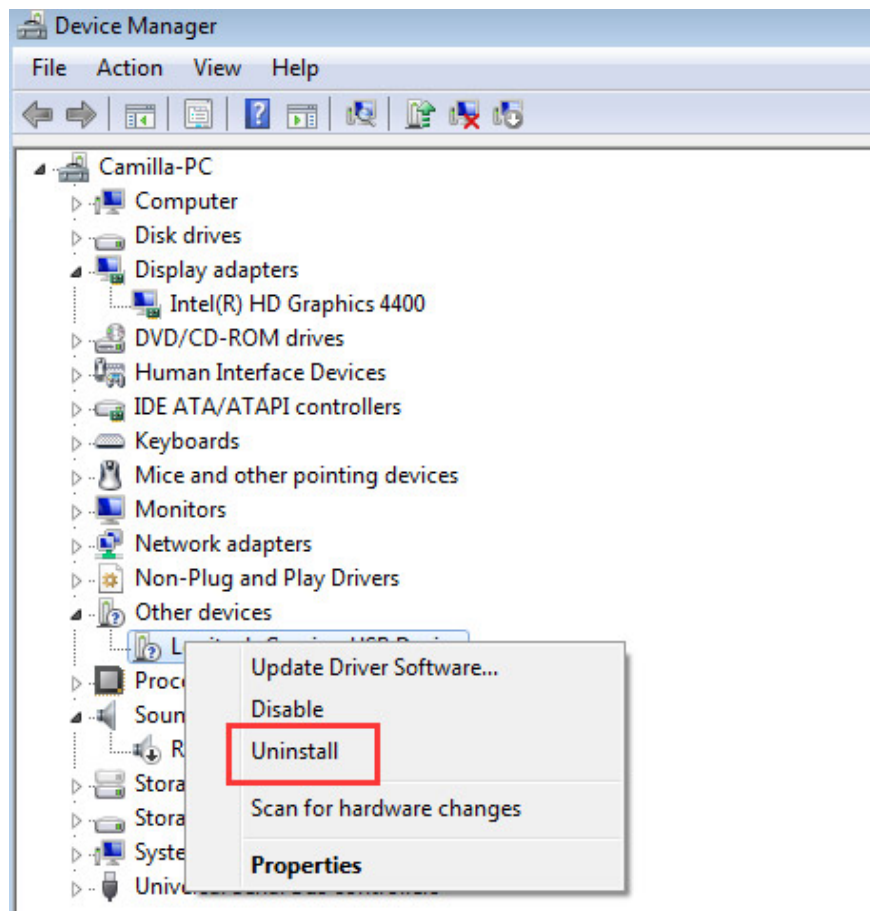 Device Manager
File Action View Help
Camilla-PC
Computer
Disk drives
Display adapters
Intel(R) HD Graphics 4400
DVD/CD-ROM drives
Human Interface Devices
IDE ATA/ATAPI controllers
Keyboards
Mice and other pointing devices
Monitors
Network adapters
Non-Plug and Play Drivers
Other devices
Update Driver Software...
Disable
Uninstall
Scan for hardware changes
Properties